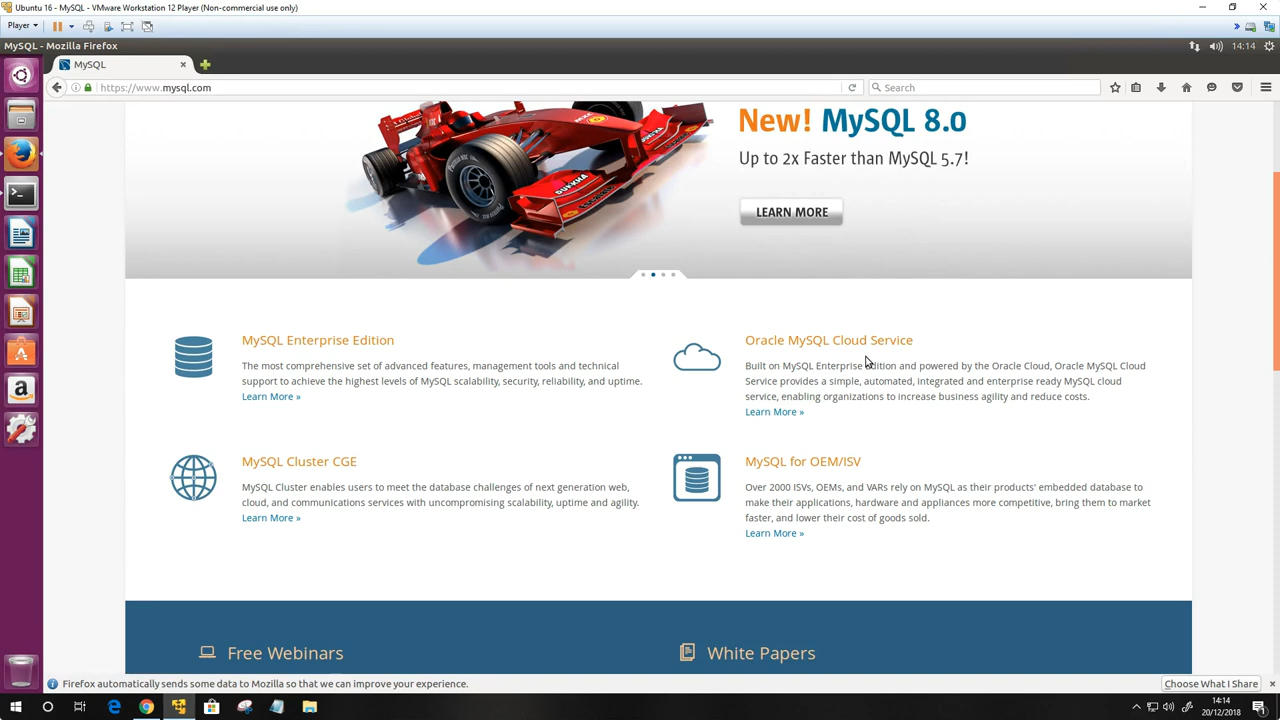 Ubuntu 16 - MySQL - VMware Workstation 12 Player (Non-commercial use only)
Player
MySQL - Mozilla Firefox
14:14
MySQL
https://www.mysql.com
Search
New! MySQL 8.0
Up to 2x Faster than MySQL 5.7!
LEARN MORE
DUKKHA
MySQL Enterprise Edition
The most comprehensive set of advanced features, management tools and technical
support to achieve the highest levels of MySQL scalability, security, reliability, and uptime.
Learn More »
Oracle MySQL Cloud Service
Built on MySQL Enterprise Edition and powered by the Oracle Cloud, Oracle MySQL Cloud
Service provides a simple, automated, integrated and enterprise ready MySQL cloud
service, enabling organizations to increase business agility and reduce costs.
Learn More »
MySQL Cluster CGE
MySQL Cluster enables users to meet the database challenges of next generation web,
cloud, and communications services with uncompromising scalability, uptime and agility.
Learn More »
MySQL for OEM/ISV
Over 2000 ISVs, OEMs, and VARs rely on MySQL as their products' embedded database to
make their applications, hardware and appliances more competitive, bring them to market
faster, and lower their cost of goods sold.
Learn More »
Free Webinars
White Papers
Firefox automatically sends some data to Mozilla so that we can improve your experience.
Choose What I Share
14:14
20/12/2018